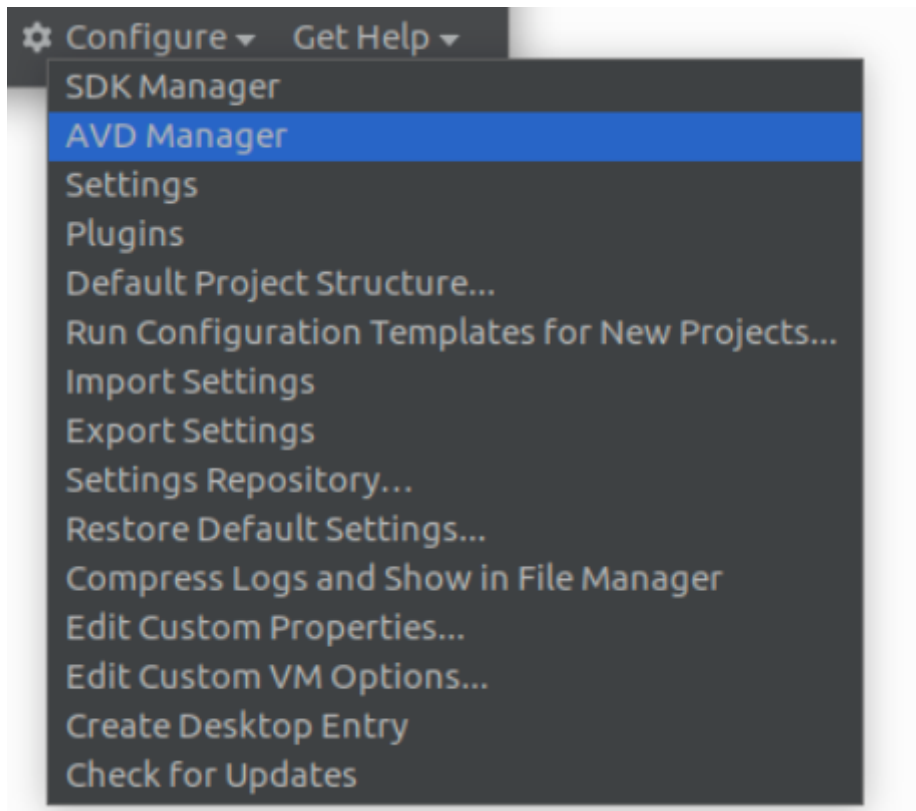 Configure Get Help
SDK Manager
AVD Manager
Settings
Plugins
Default Project Structure...
Run Configuration Templates for New Projects...
Import Settings
Export Settings
Settings Repository...
Restore Default Settings...
Compress Logs and Show in File Manager
Edit Custom Properties...
Edit Custom VM Options...
Create Desktop Entry
Check for Updates